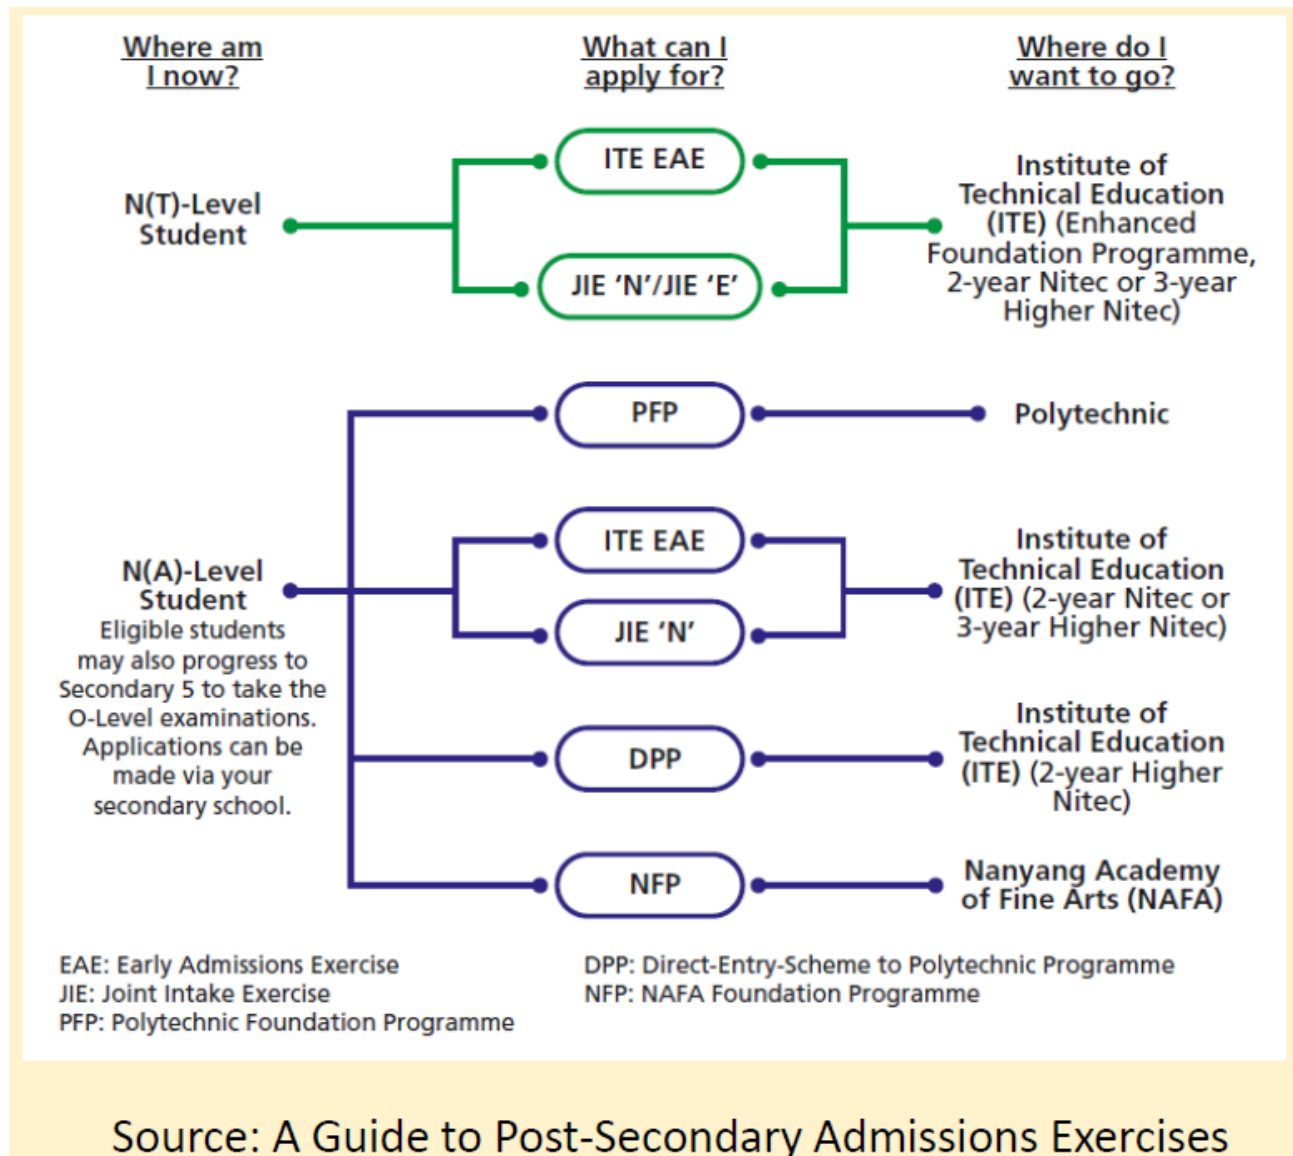 Where am
I now?
What can I
apply for?
Where do I
want to go?
N(T)-Level
Student
ITE EAE
JIE ‘N’/JIE ‘E’
Institute of
Technical Education
(ITE) (Enhanced
Foundation Programme,
2-year Nitec or 3-year
Higher Nitec)
N(A)-Level
Student
Eligible students
may also progress to
Secondary 5 to take the
O-Level examinations.
Applications can be
made via your
secondary school.
PFP
Polytechnic
ITE EAE
JIE ‘N’
Institute of
Technical Education
(ITE) (2-year Nitec or
3-year Higher Nitec)
DPP
Institute of
Technical Education
(ITE) (2-year Higher
Nitec)
NFP
Nanyang Academy
of Fine Arts (NAFA)
EAE: Early Admissions Exercise
JIE: Joint Intake Exercise
PFP: Polytechnic Foundation Programme
DPP: Direct-Entry-Scheme to Polytechnic Programme
NFP: NAFA Foundation Programme
Source: A Guide to Post-Secondary Admissions Exercises